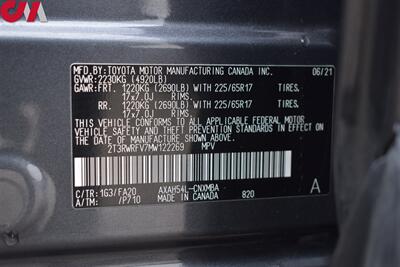 CMA
MFD. BY: TOYOTA MOTOR MANUFACTURING CANADA INC. 06/21
GVWR: 2230KG (4920LB)
GAWR: FRT. 1220KG (2690LB) WITH 225/65R17 TIRES.
17x7.0J RIMS.
RR. 1220KG (2690LB) WITH 225/65R17 TIRES.
17x7.0J RIMS.
THIS VEHICLE CONFORMS TO ALL APPLICABLE FEDERAL MOTOR
VEHICLE SAFETY AND THEFT PREVENTION STANDARDS IN EFFECT ON
THE DATE OF MANUFACTURE SHOWN ABOVE.
2T3RWRFV7MW122269 MPV
C/TR: 1G3/FA20 AXAH54L-CNXMBA
A/TM: /P710 MADE IN CANADA 820 A